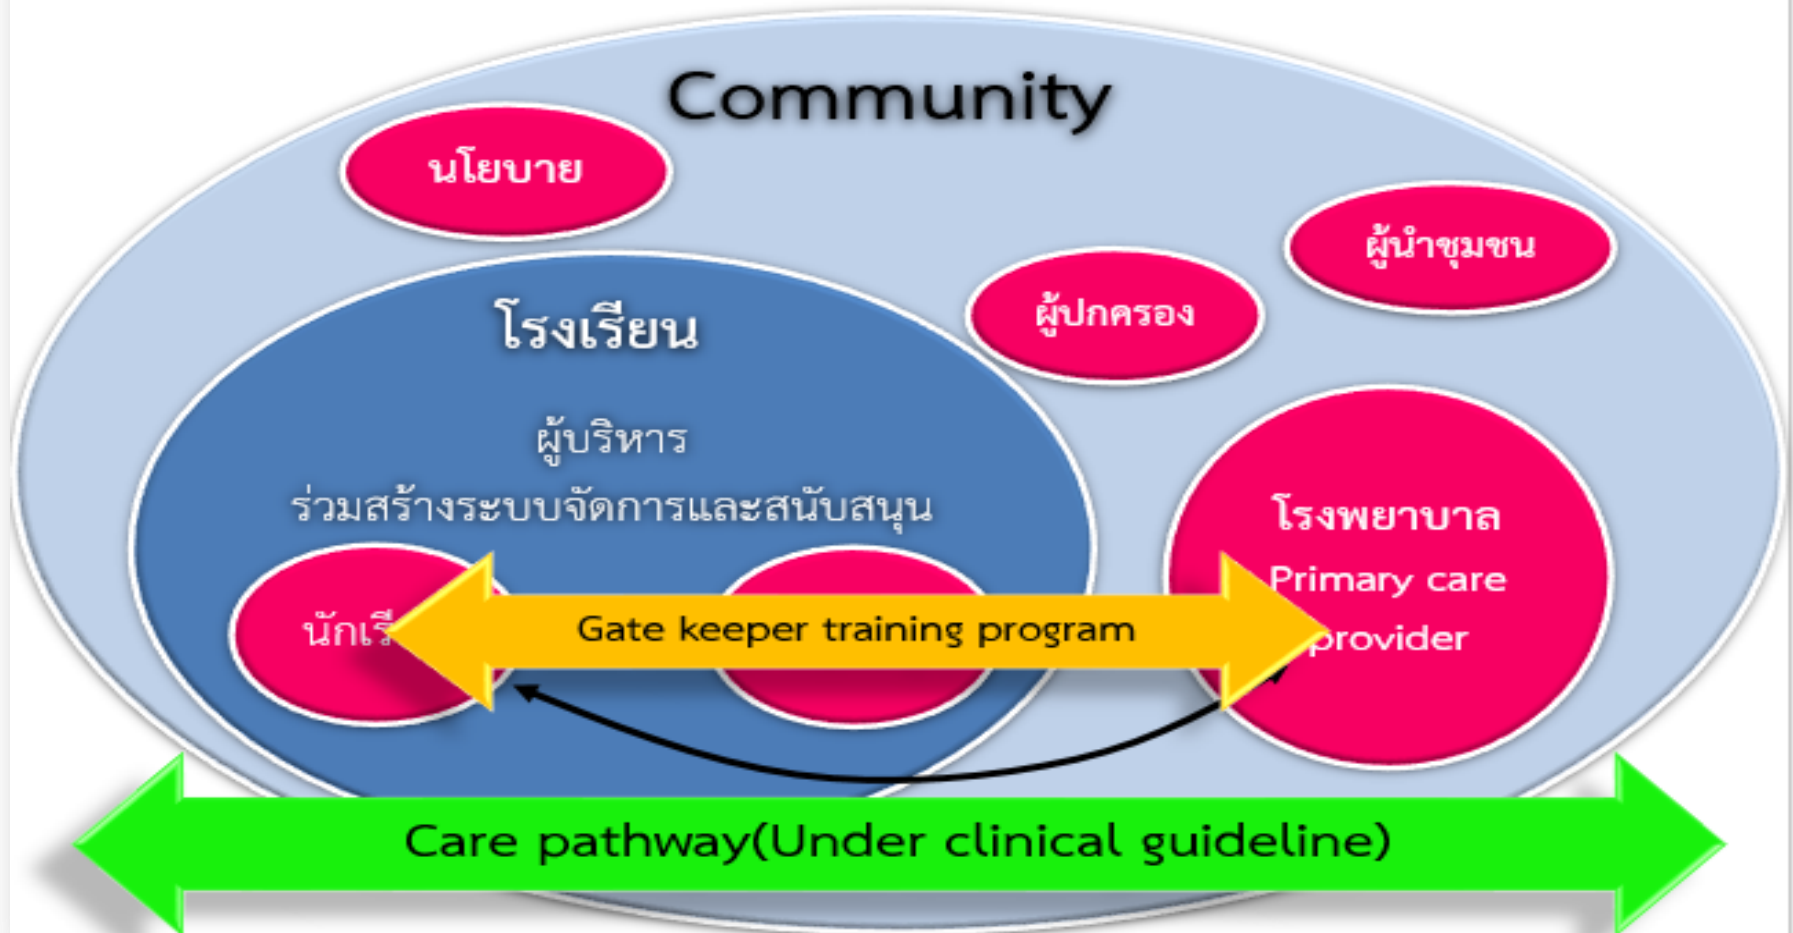 Community
นโยบาย
ผู้นำชุมชน
ผู้ปกครอง
โรงเรียน
ผู้บริหาร
ร่วมสร้างระบบจัดการและสนับสนุน
โรงพยาบาล
Primary care
provider
Gate keeper training program
Care pathway(Under clinical guideline)